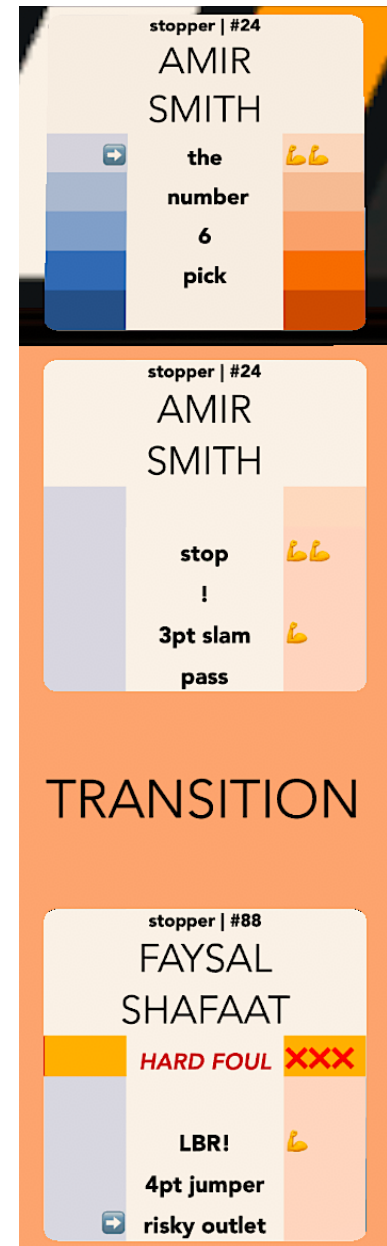 stopper | #24
AMIR
SMITH
➡️ the 💪💪
number
6
pick
stopper | #24
AMIR
SMITH
stop 💪💪
!
3pt slam 💪
pass
TRANSITION
stopper | #88
FAYSAL
SHAFAAT
HARD FOUL ❌❌❌
LBR! 💪
4pt jumper
➡️ risky outlet